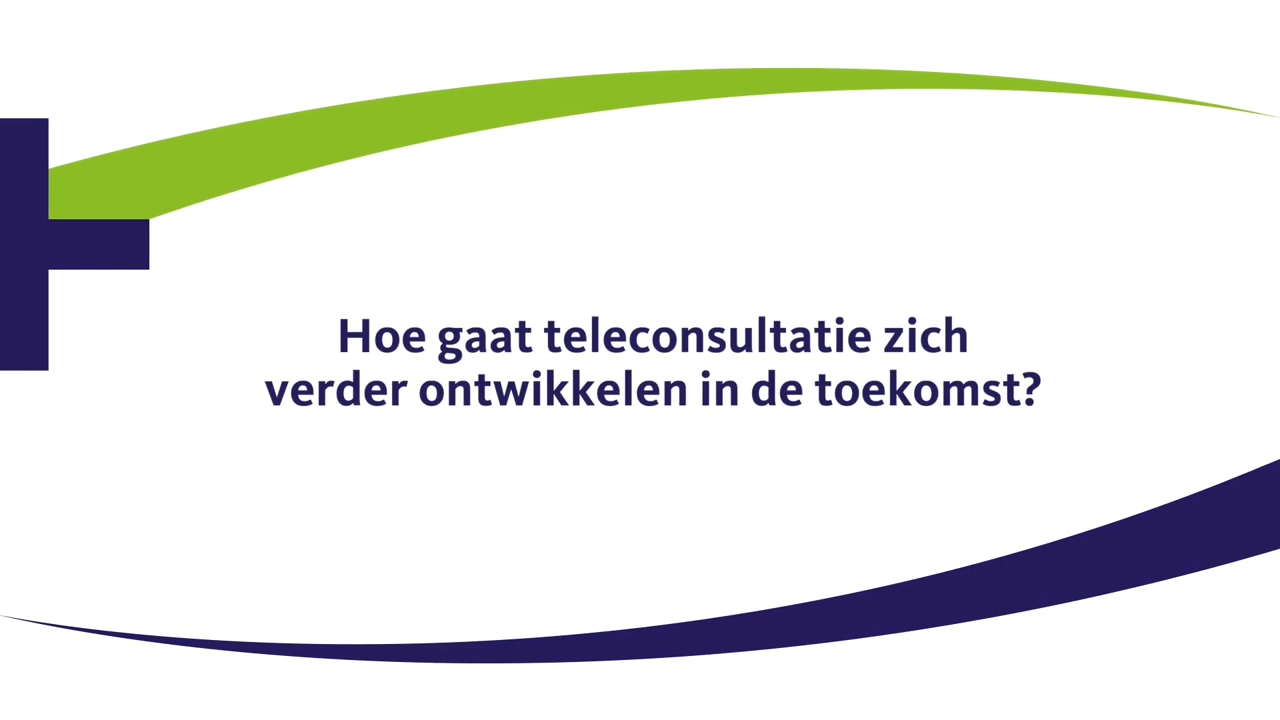 Hoe gaat teleconsultatie zich
verder ontwikkelen in de toekomst?